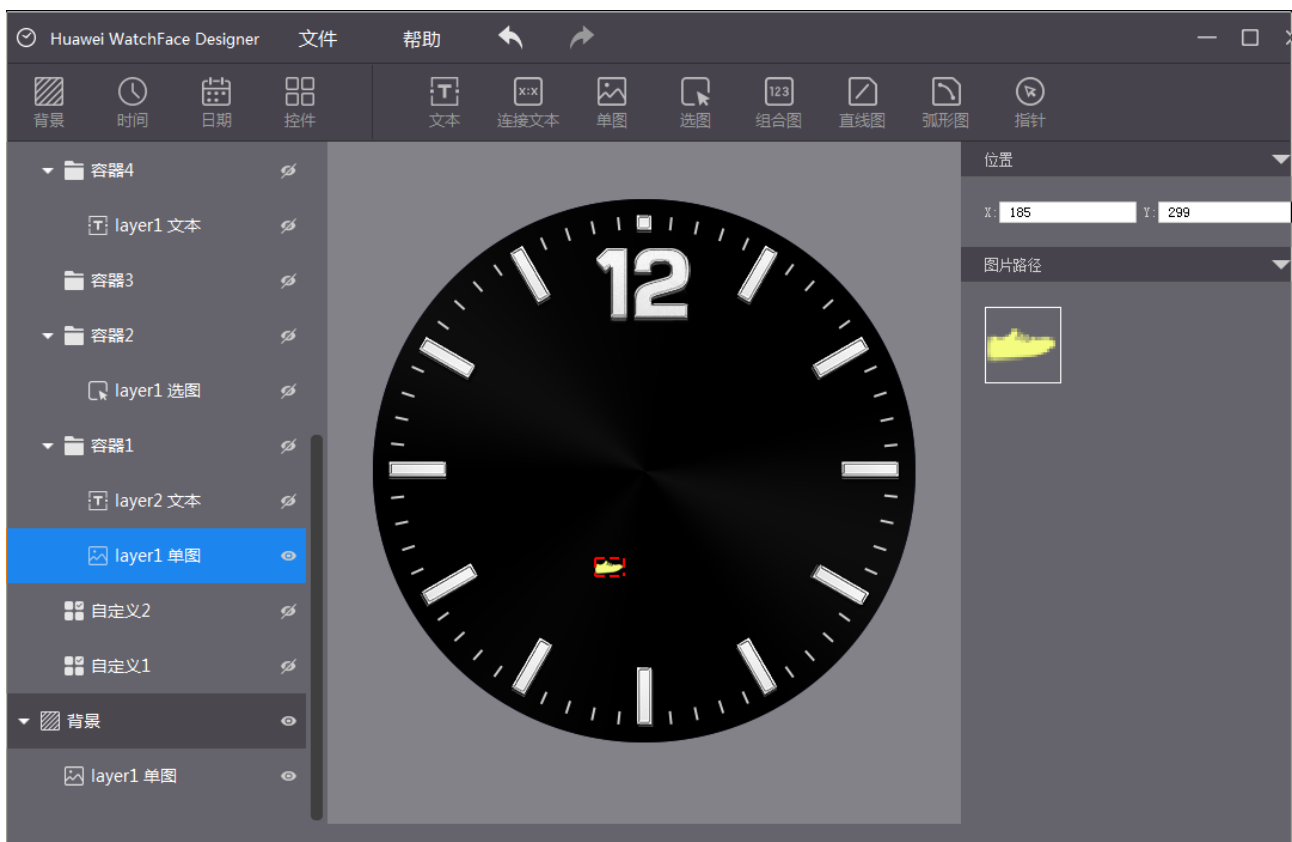 Huawei WatchFace Designer 文件 帮助
背景 时间 日期 控件 文本 连接文本 单图 选图 组合图 直线图 弧形图 指针
容器4
layer1 文本
容器3
容器2
layer1 选图
容器1
layer2 文本
layer1 单图
自定义2
自定义1
背景
layer1 单图
12
位置
X: 185 Y: 299
图片路径